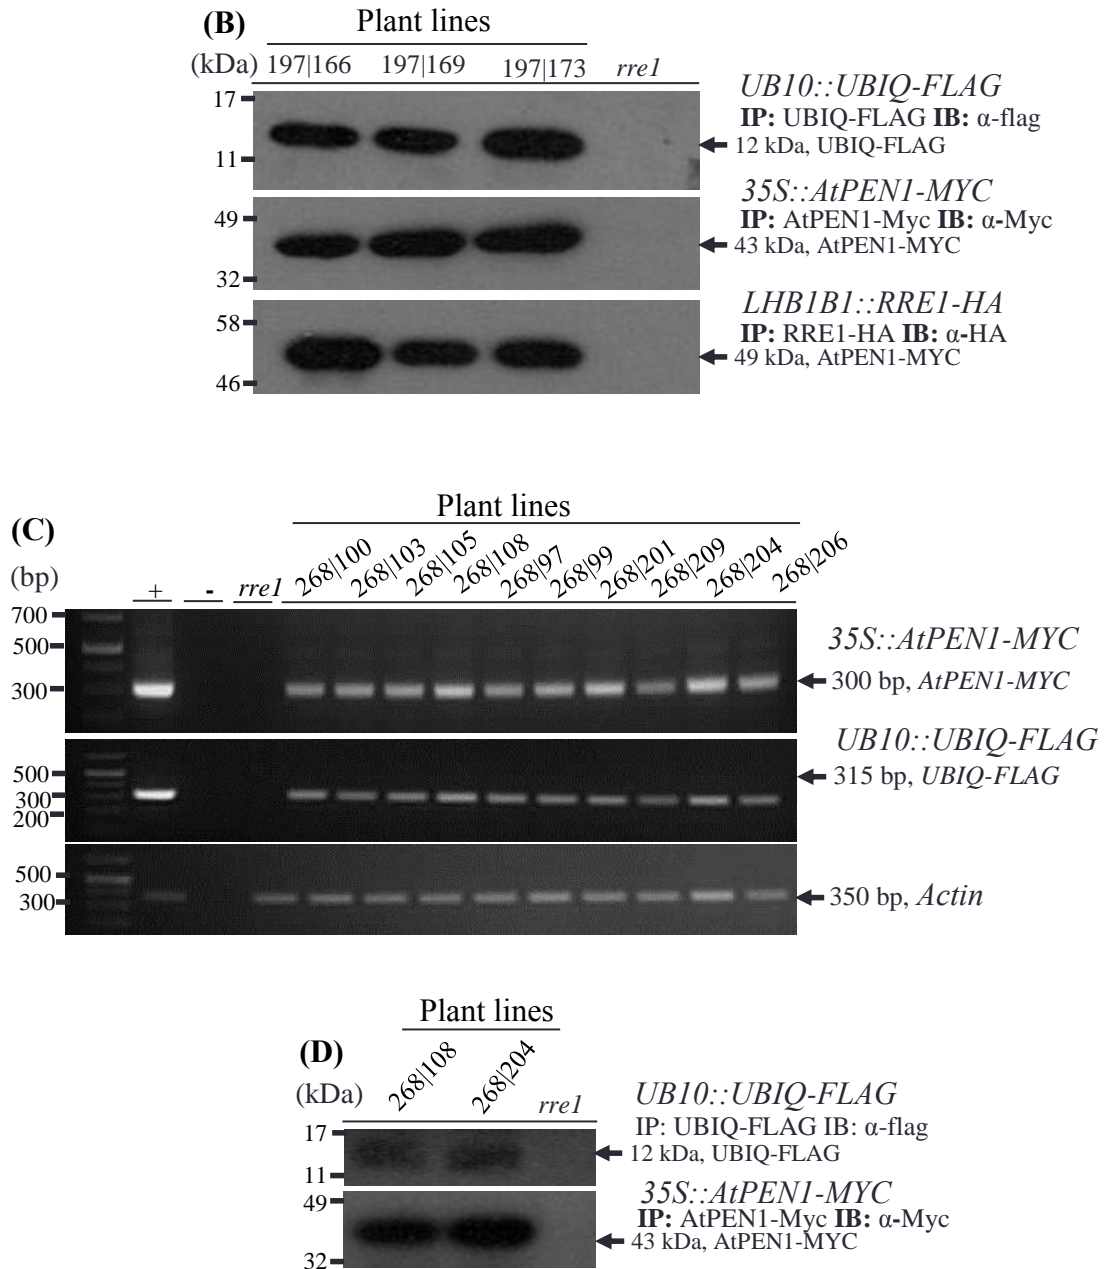 (B) Plant lines
(kDa) 197|166 197|169 197|173 rre1
17
11
UB10::UBIQ-FLAG
IP: UBIQ-FLAG IB: α-flag
12 kDa, UBIQ-FLAG
49
32
35S::AtPEN1-MYC
IP: AtPEN1-Myc IB: α-Myc
43 kDa, AtPEN1-MYC
58
46
LHB1B1::RRE1-HA
IP: RRE1-HA IB: α-HA
49 kDa, AtPEN1-MYC
(C) Plant lines
(bp) + - rre1 268|100 268|103 268|105 268|108 268|97 268|99 268|201 268|209 268|204 268|206
700
500
300
35S::AtPEN1-MYC
300 bp, AtPEN1-MYC
500
300
200
UB10::UBIQ-FLAG
315 bp, UBIQ-FLAG
500
300
350 bp, Actin
Plant lines
(D)
(kDa) 268|108 268|204 rre1
17
11
UB10::UBIQ-FLAG
IP: UBIQ-FLAG IB: α-flag
12 kDa, UBIQ-FLAG
49
32
35S::AtPEN1-MYC
IP: AtPEN1-Myc IB: α-Myc
43 kDa, AtPEN1-MYC